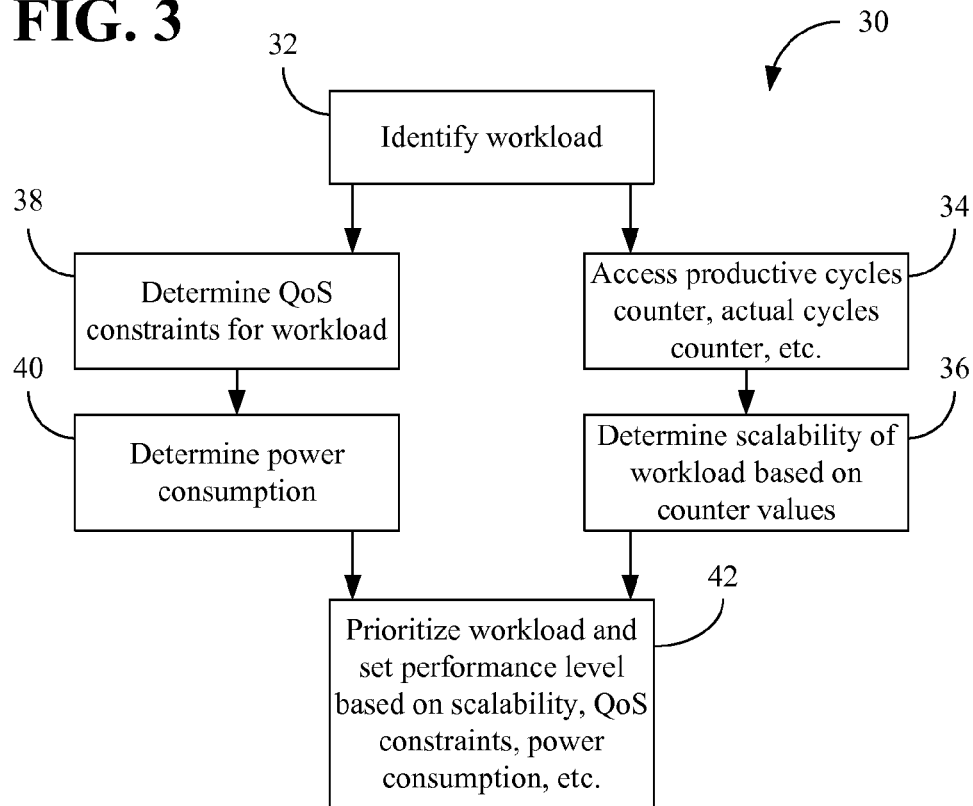 FIG. 3
30
32
Identify workload
38
34
Determine QoS
constraints for workload
Access productive cycles
counter, actual cycles
counter, etc.
40
36
Determine power
consumption
Determine scalability of
workload based on
counter values
42
Prioritize workload and
set performance level
based on scalability, QoS
constraints, power
consumption, etc.